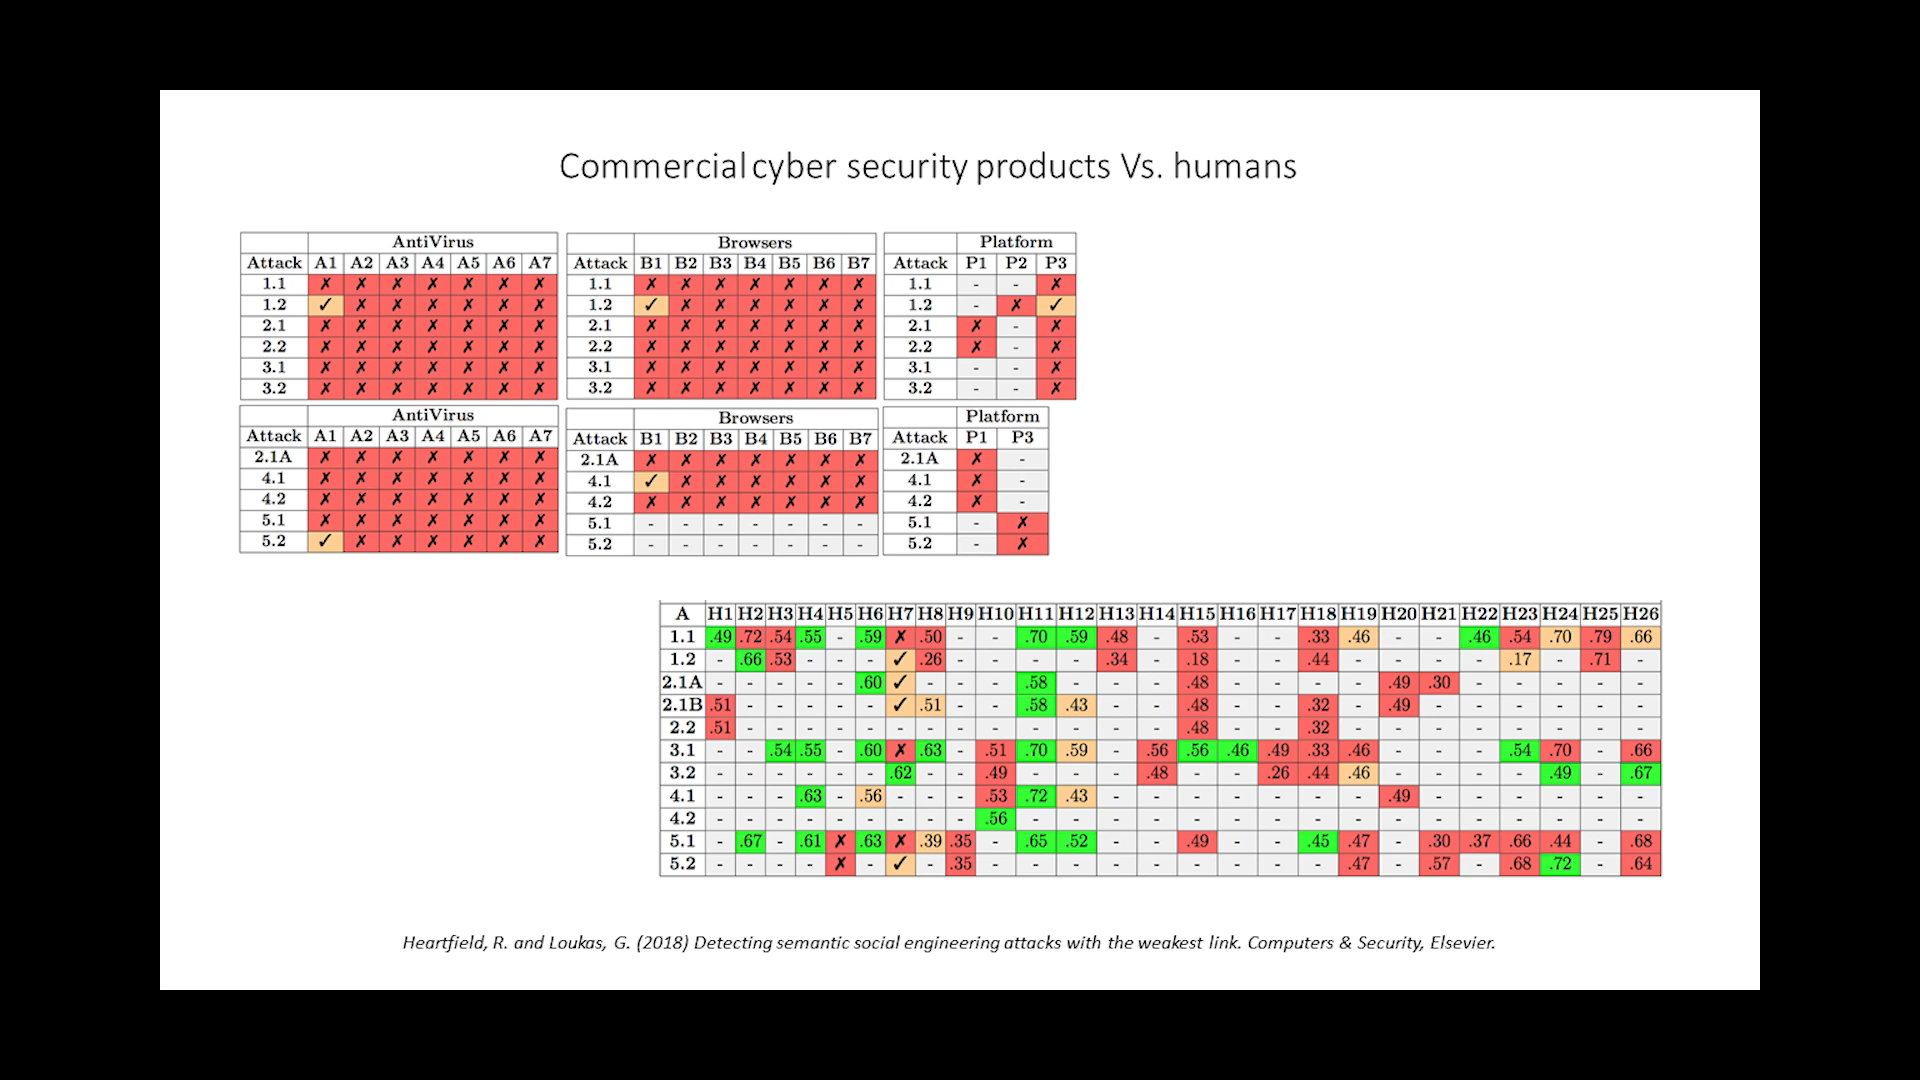 Commercial cyber security products Vs. humans
AntiVirus
Attack A1 A2 A3 A4 A5 A6 A7
1.1 ✗ ✗ ✗ ✗ ✗ ✗ ✗
1.2 ✓ ✗ ✗ ✗ ✗ ✗ ✗
2.1 ✗ ✗ ✗ ✗ ✗ ✗ ✗
2.2 ✗ ✗ ✗ ✗ ✗ ✗ ✗
3.1 ✗ ✗ ✗ ✗ ✗ ✗ ✗
3.2 ✗ ✗ ✗ ✗ ✗ ✗ ✗
Browsers
Attack B1 B2 B3 B4 B5 B6 B7
1.1 ✗ ✗ ✗ ✗ ✗ ✗ ✗
1.2 ✓ ✗ ✗ ✗ ✗ ✗ ✗
2.1 ✗ ✗ ✗ ✗ ✗ ✗ ✗
2.2 ✗ ✗ ✗ ✗ ✗ ✗ ✗
3.1 ✗ ✗ ✗ ✗ ✗ ✗ ✗
3.2 ✗ ✗ ✗ ✗ ✗ ✗ ✗
Platform
Attack P1 P2 P3
1.1 - - ✗
1.2 - ✗ ✓
2.1 ✗ - ✗
2.2 ✗ - ✗
3.1 - - ✗
3.2 - - ✗
AntiVirus
Attack A1 A2 A3 A4 A5 A6 A7
2.1A ✗ ✗ ✗ ✗ ✗ ✗ ✗
4.1 ✗ ✗ ✗ ✗ ✗ ✗ ✗
4.2 ✗ ✗ ✗ ✗ ✗ ✗ ✗
5.1 ✗ ✗ ✗ ✗ ✗ ✗ ✗
5.2 ✓ ✗ ✗ ✗ ✗ ✗ ✗
Browsers
Attack B1 B2 B3 B4 B5 B6 B7
2.1A ✗ ✗ ✗ ✗ ✗ ✗ ✗
4.1 ✓ ✗ ✗ ✗ ✗ ✗ ✗
4.2 ✗ ✗ ✗ ✗ ✗ ✗ ✗
5.1 - - - - - - -
5.2 - - - - - - -
Platform
Attack P1 P3
2.1A ✗ -
4.1 ✗ -
4.2 ✗ -
5.1 - ✗
5.2 - ✗
A H1 H2 H3 H4 H5 H6 H7 H8 H9 H10 H11 H12 H13 H14 H15 H16 H17 H18 H19 H20 H21 H22 H23 H24 H25 H26
1.1 .49 .72 .54 .55 - .59 ✗ .50 - - .70 .59 .48 - .53 - - .33 .46 - - .46 .54 .70 .79 .66
1.2 - .66 .53 - - - ✓ .26 - - - - .34 - .18 - - .44 - - - - .17 - .71 -
2.1A - - - - - .60 ✓ - - - .58 - - - .48 - - - - .49 .30 - - - - -
2.1B .51 - - - - - ✓ .51 - - .58 .43 - - .48 - - .32 - .49 - - - - - -
2.2 .51 - - - - - - - - - - - - - .48 - - .32 - - - - - - - -
3.1 - - .54 .55 - .60 ✗ .63 - .51 .70 .59 - .56 .56 .46 .49 .33 .46 - - - .54 .70 - .66
3.2 - - - - - - .62 - - .49 - - - .48 - - .26 .44 .46 - - - - .49 - .67
4.1 - - - .63 - .56 - - - .53 .72 .43 - - - - - - - .49 - - - - - -
4.2 - - - - - - - - - .56 - - - - - - - - - - - - - - - -
5.1 - .67 - .61 ✗ .63 ✗ .39 .35 - .65 .52 - - .49 - - .45 .47 - .30 .37 .66 .44 - .68
5.2 - - - - ✗ - ✓ - .35 - - - - - - - - - .47 - .57 - .68 .72 - .64
Heartfield, R. and Loukas, G. (2018) Detecting semantic social engineering attacks with the weakest link. Computers & Security, Elsevier.